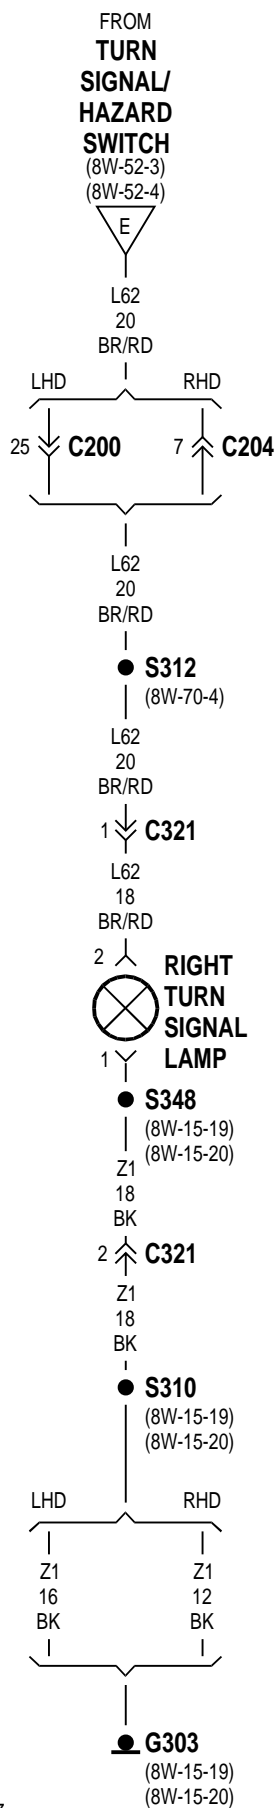 FROM
TURN
SIGNAL/
HAZARD
SWITCH
(8W-52-3)
(8W-52-4)
E
L62
20
BR/RD
LHD RHD
25 C200 7 C204
L62
20
BR/RD
S312
(8W-70-4)
L62
20
BR/RD
1 C321
L62
18
BR/RD
2
RIGHT
TURN
SIGNAL
LAMP
1
S348
(8W-15-19)
(8W-15-20)
Z1
18
BK
2 C321
Z1
18
BK
S310
(8W-15-19)
(8W-15-20)
LHD RHD
Z1 Z1
16 12
BK BK
G303
(8W-15-19)
(8W-15-20)